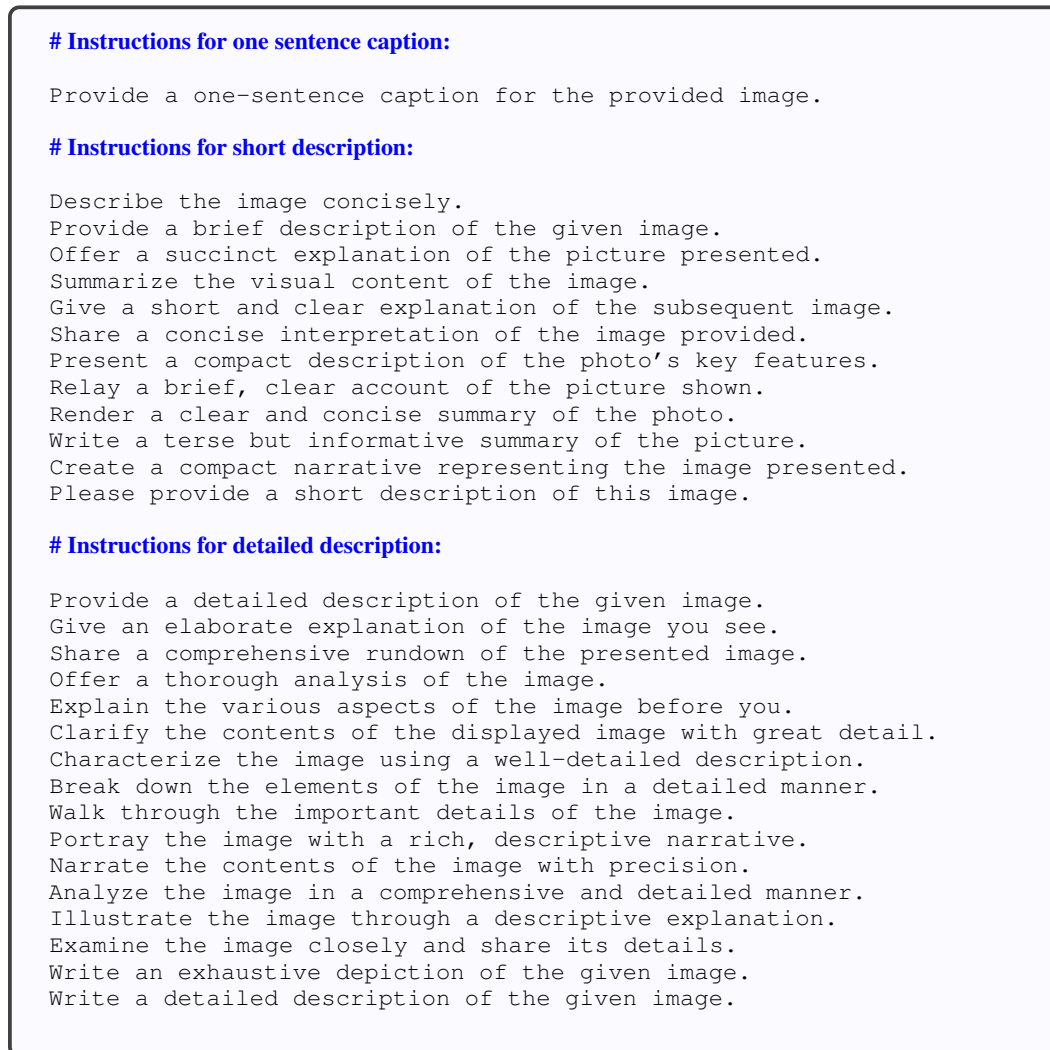 # Instructions for one sentence caption:
Provide a one-sentence caption for the provided image.
# Instructions for short description:
Describe the image concisely.
Provide a brief description of the given image.
Offer a succinct explanation of the picture presented.
Summarize the visual content of the image.
Give a short and clear explanation of the subsequent image.
Share a concise interpretation of the image provided.
Present a compact description of the photo’s key features.
Relay a brief, clear account of the picture shown.
Render a clear and concise summary of the photo.
Write a terse but informative summary of the picture.
Create a compact narrative representing the image presented.
Please provide a short description of this image.
# Instructions for detailed description:
Provide a detailed description of the given image.
Give an elaborate explanation of the image you see.
Share a comprehensive rundown of the presented image.
Offer a thorough analysis of the image.
Explain the various aspects of the image before you.
Clarify the contents of the displayed image with great detail.
Characterize the image using a well-detailed description.
Break down the elements of the image in a detailed manner.
Walk through the important details of the image.
Portray the image with a rich, descriptive narrative.
Narrate the contents of the image with precision.
Analyze the image in a comprehensive and detailed manner.
Illustrate the image through a descriptive explanation.
Examine the image closely and share its details.
Write an exhaustive depiction of the given image.
Write a detailed description of the given image.